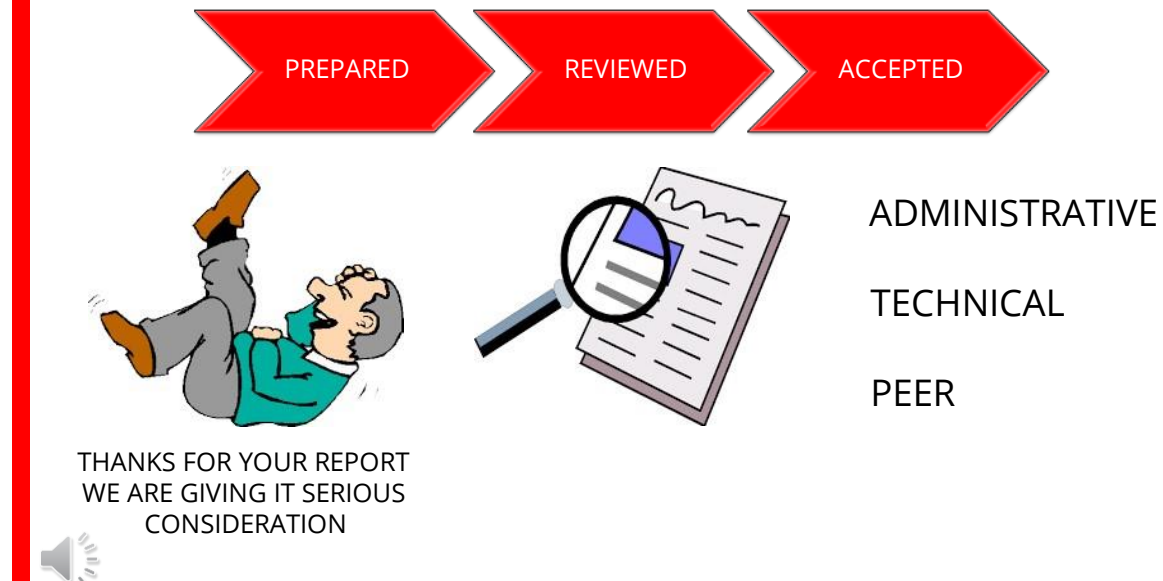 PREPARED
REVIEWED
ACCEPTED
ADMINISTRATIVE
TECHNICAL
PEER
THANKS FOR YOUR REPORT
WE ARE GIVING IT SERIOUS
CONSIDERATION